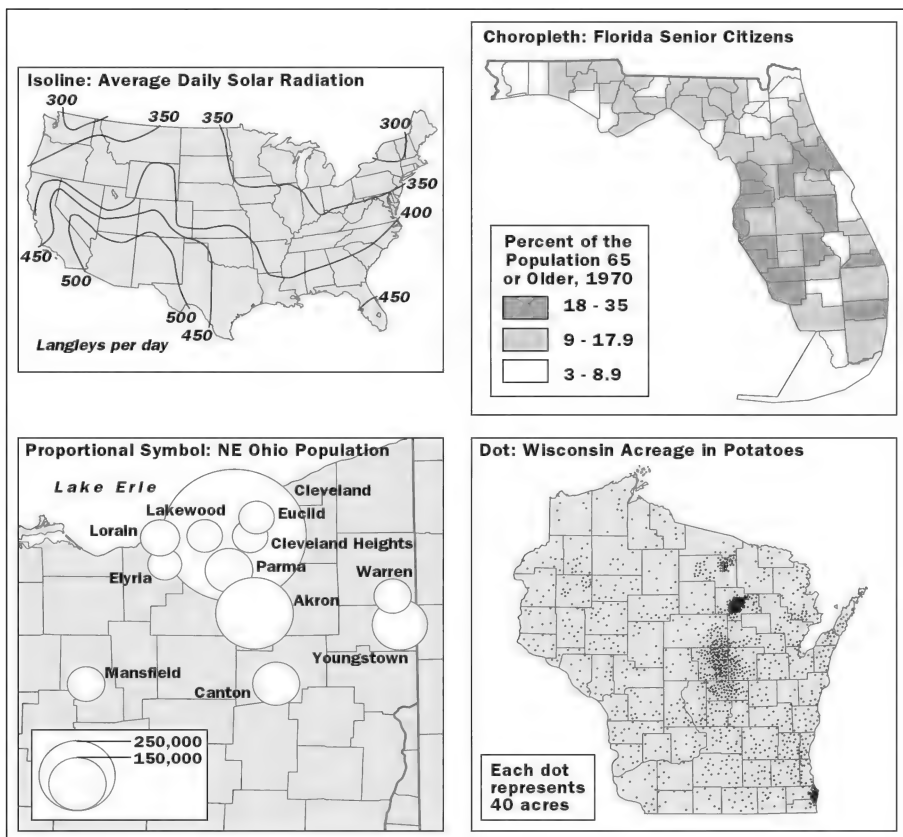 Isoline: Average Daily Solar Radiation
300
350
350
300
350
400
450
500
500
450
450
Langleys per day
Choropleth: Florida Senior Citizens
Percent of the
Population 65
or Older, 1970
18 - 35
9 - 17.9
3 - 8.9
Proportional Symbol: NE Ohio Population
Lake Erie
Cleveland
Lakewood
Euclid
Lorain
Cleveland Heights
Elyria
Parma
Warren
Akron
Youngstown
Mansfield
Canton
250,000
150,000
Dot: Wisconsin Acreage in Potatoes
Each dot
represents
40 acres